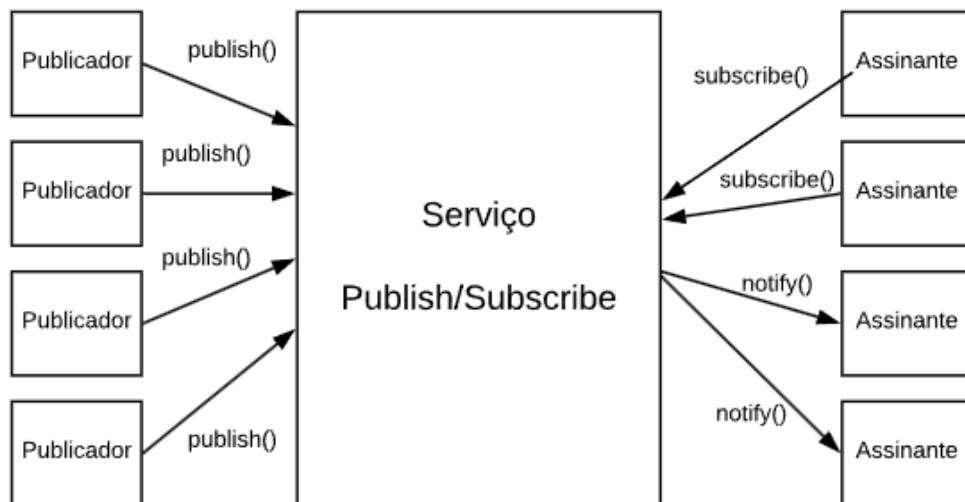 Publicador
publish()
Publicador
publish()
Publicador
publish()
Publicador
publish()
Serviço
Publish/Subscribe
Assinante
subscribe()
Assinante
subscribe()
Assinante
notify()
Assinante
notify()